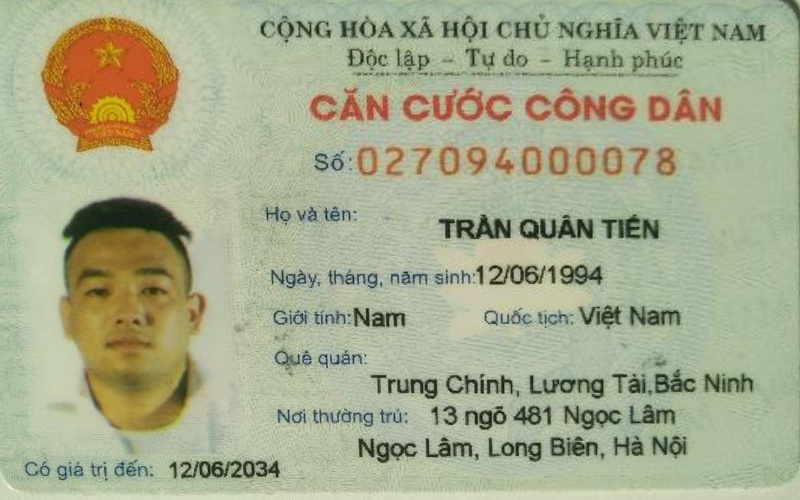 CỘNG HÒA XÃ HỘI CHỦ NGHĨA VIỆT NAM
Độc lập - Tự do - Hạnh phúc
CĂN CƯỚC CÔNG DÂN
Số: 027094000078
Họ và tên:
TRẦN QUÂN TIẾN
Ngày, tháng, năm sinh: 12/06/1994
Giới tính: Nam Quốc tịch: Việt Nam
Quê quán:
Trung Chính, Lương Tài, Bắc Ninh
Nơi thường trú: 13 ngõ 481 Ngọc Lâm
Ngọc Lâm, Long Biên, Hà Nội
Có giá trị đến: 12/06/2034